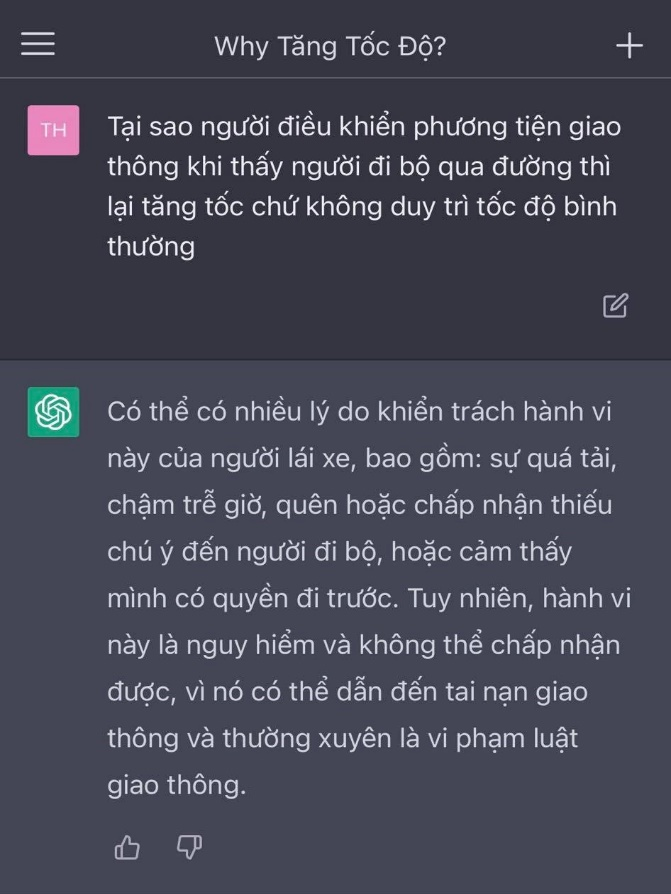 Why Tăng Tốc Độ?
TH
Tại sao người điều khiển phương tiện giao
thông khi thấy người đi bộ qua đường thì
lại tăng tốc chứ không duy trì tốc độ bình
thường
Có thể có nhiều lý do khiến trách hành vi
này của người lái xe, bao gồm: sự quá tải,
chậm trễ giờ, quên hoặc chấp nhận thiếu
chú ý đến người đi bộ, hoặc cảm thấy
mình có quyền đi trước. Tuy nhiên, hành vi
này là nguy hiểm và không thể chấp nhận
được, vì nó có thể dẫn đến tai nạn giao
thông và thường xuyên là vi phạm luật
giao thông.